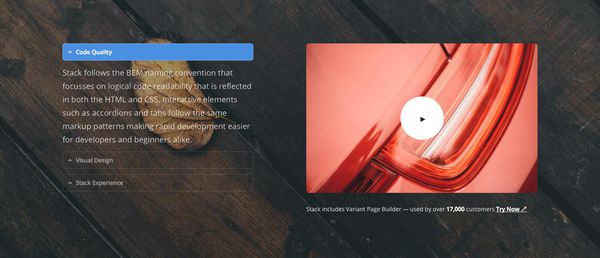 Code Quality
Stack follows the BEM naming convention that
focusses on logical code readability that is reflected
in both the HTML and CSS. Interactive elements
such as accordions and tabs follow the same
markup patterns making rapid development easier
for developers and beginners alike.
Visual Design
Stack Experience
Stack includes Variant Page Builder — used by over 17,000 customers Try Now ↗